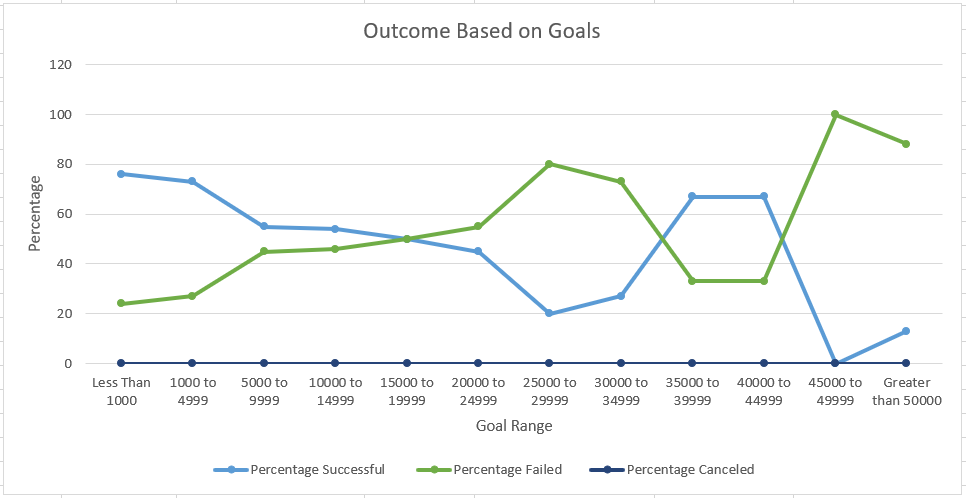 Outcome Based on Goals
120
100
80
60
40
20
0
Percentage
Less Than 1000 to 5000 to 10000 to 15000 to 20000 to 25000 to 30000 to 35000 to 40000 to 45000 to Greater
1000 4999 9999 14999 19999 24999 29999 34999 39999 44999 49999 than 50000
Goal Range
Percentage Successful Percentage Failed Percentage Canceled